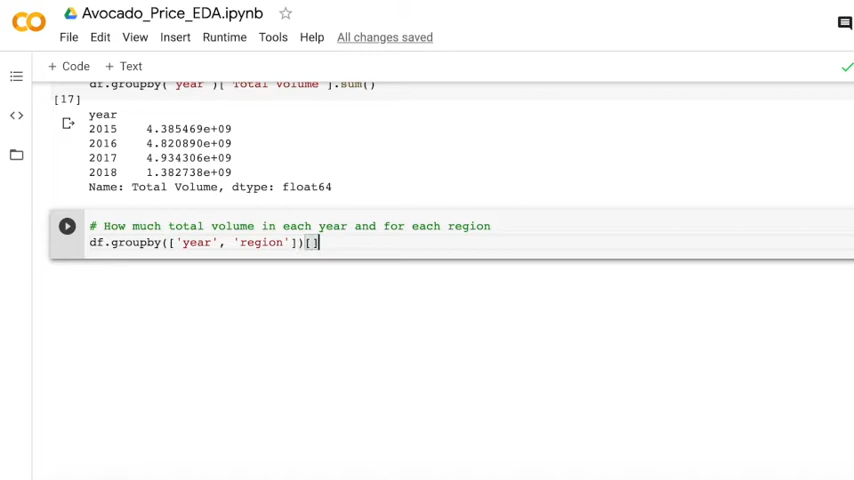 Avocado_Price_EDA.ipynb
File Edit View Insert Runtime Tools Help All changes saved
+ Code + Text
df.groupby('year')['Total Volume'].sum()
[17]
year
2015 4.385469e+09
2016 4.820890e+09
2017 4.934306e+09
2018 1.382738e+09
Name: Total Volume, dtype: float64
# How much total volume in each year and for each region
df.groupby(['year', 'region'])[]